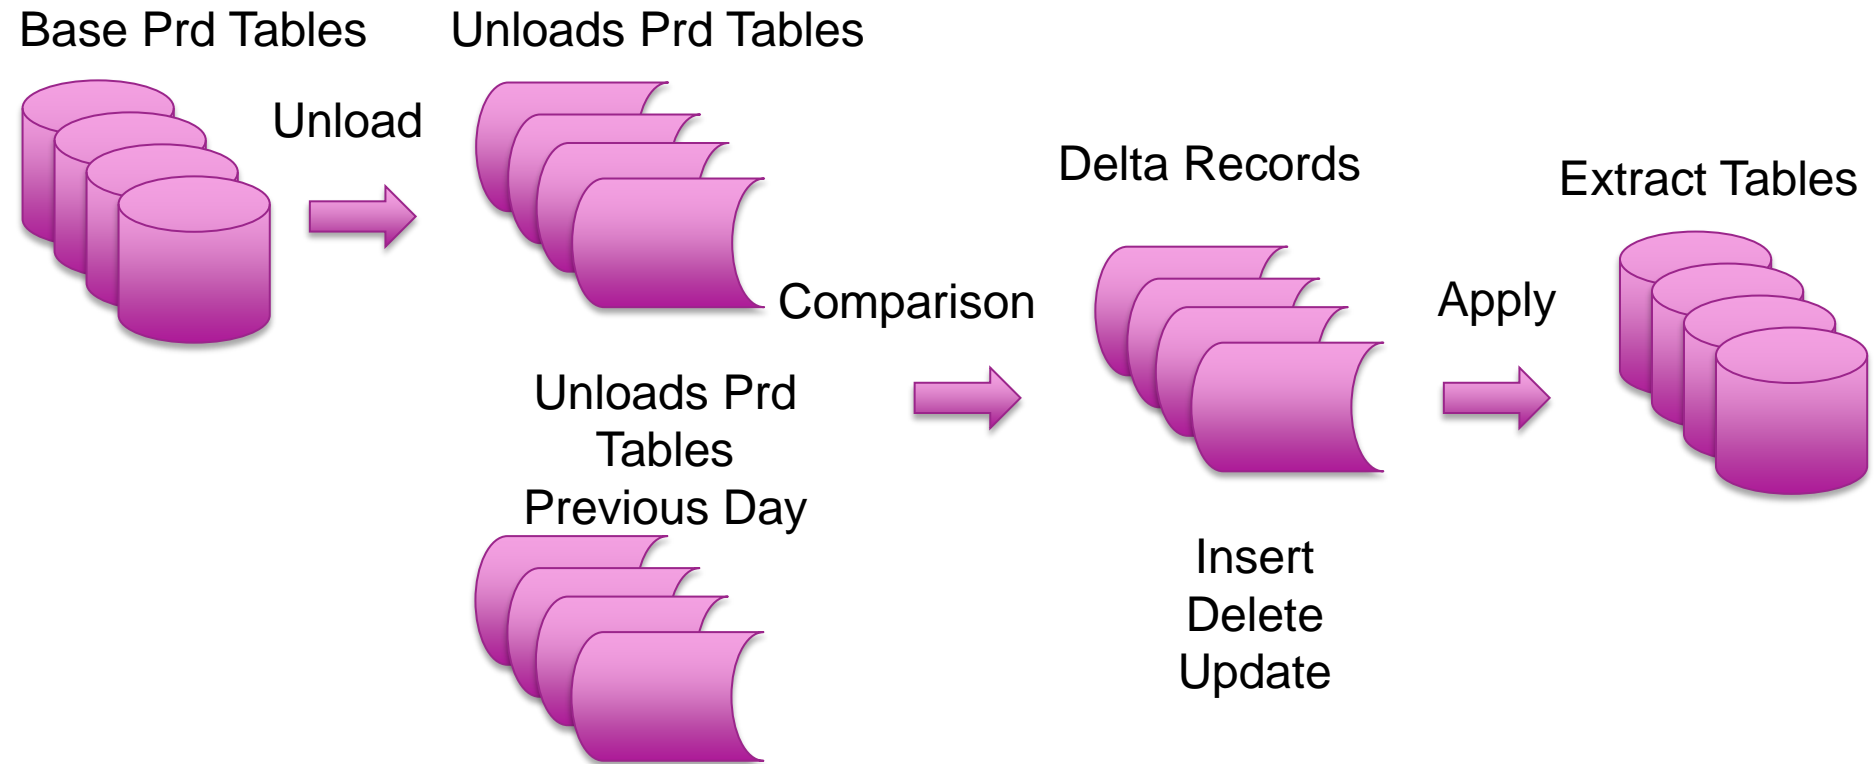 Base Prd Tables
Unloads Prd Tables
Unload
Delta Records
Extract Tables
Comparison
Apply
Unloads Prd
Tables
Previous Day
Insert
Delete
Update